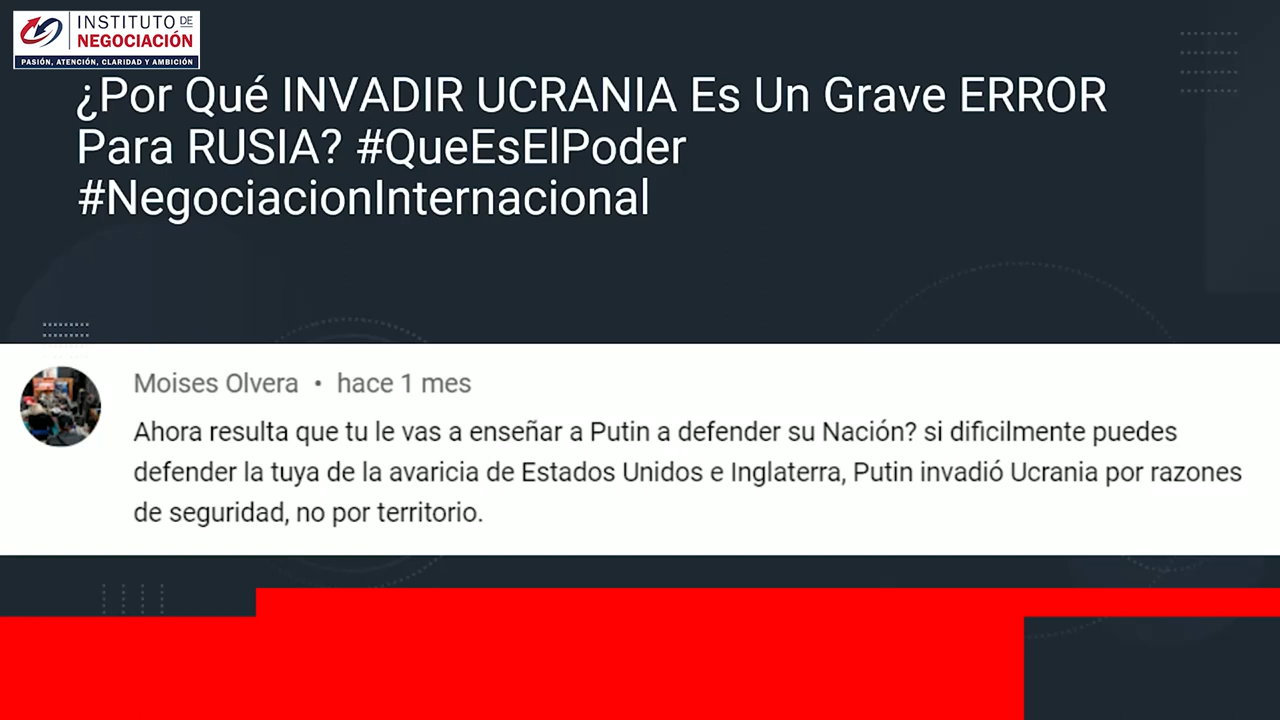 INSTITUTO DE
NEGOCIACIÓN
PASIÓN, ATENCIÓN, CLARIDAD Y AMBICIÓN
¿Por Qué INVADIR UCRANIA Es Un Grave ERROR
Para RUSIA? #QueEsElPoder
#NegociacionInternacional
Moises Olvera • hace 1 mes
Ahora resulta que tu le vas a enseñar a Putin a defender su Nación? si dificilmente puedes
defender la tuya de la avaricia de Estados Unidos e Inglaterra, Putin invadió Ucrania por razones
de seguridad, no por territorio.